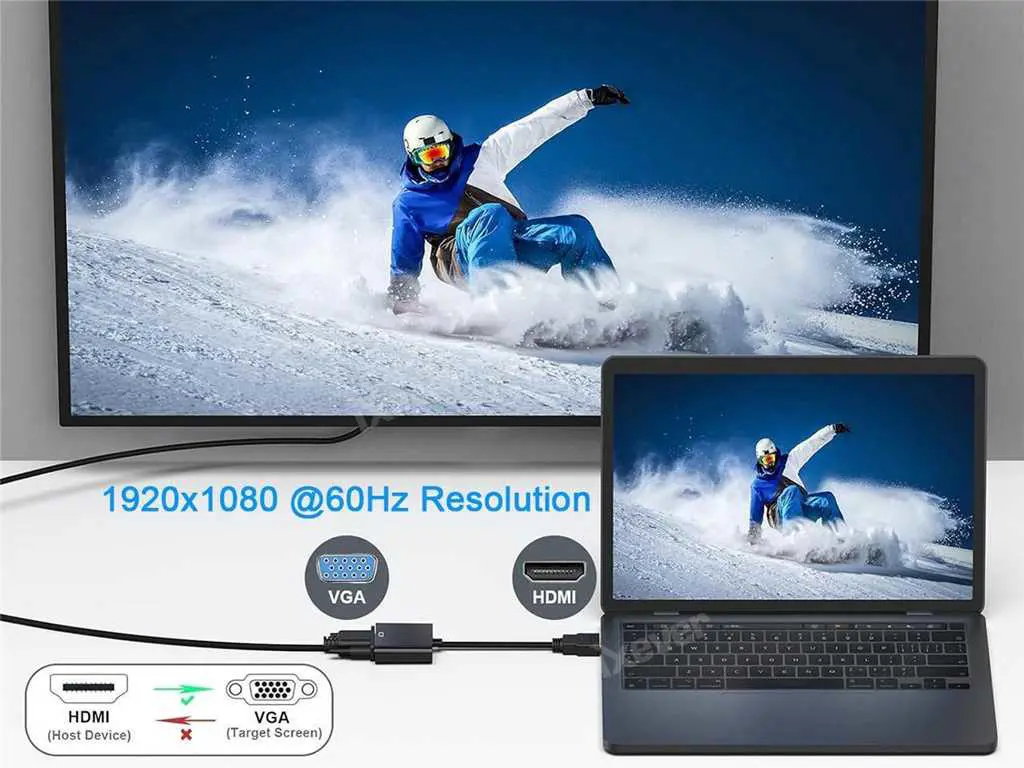 1920x1080 @60Hz Resolution
VGA
HDMI
HDMI
(Host Device)
VGA
(Target Screen)